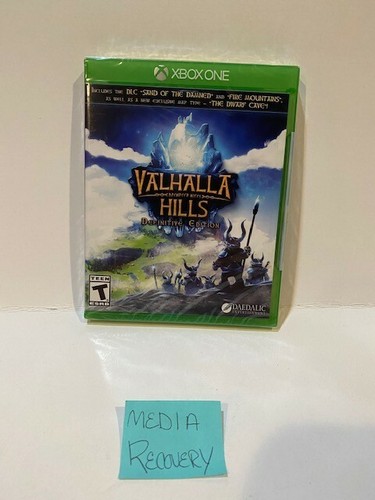 XBOX ONE
INCLUDES THE DLC "SAND OF THE DAMNED" AND "FIRE MOUNTAINS",
AS WELL AS A NEW EXCLUSIVE MAP TYPE - "THE DWARF CAVE"!
VALHALLA
HILLS
DEFINITIVE EDITION
TEEN
T
ESRB
DAEDALIC
ENTERTAINMENT
MEDIA
RECOVERY